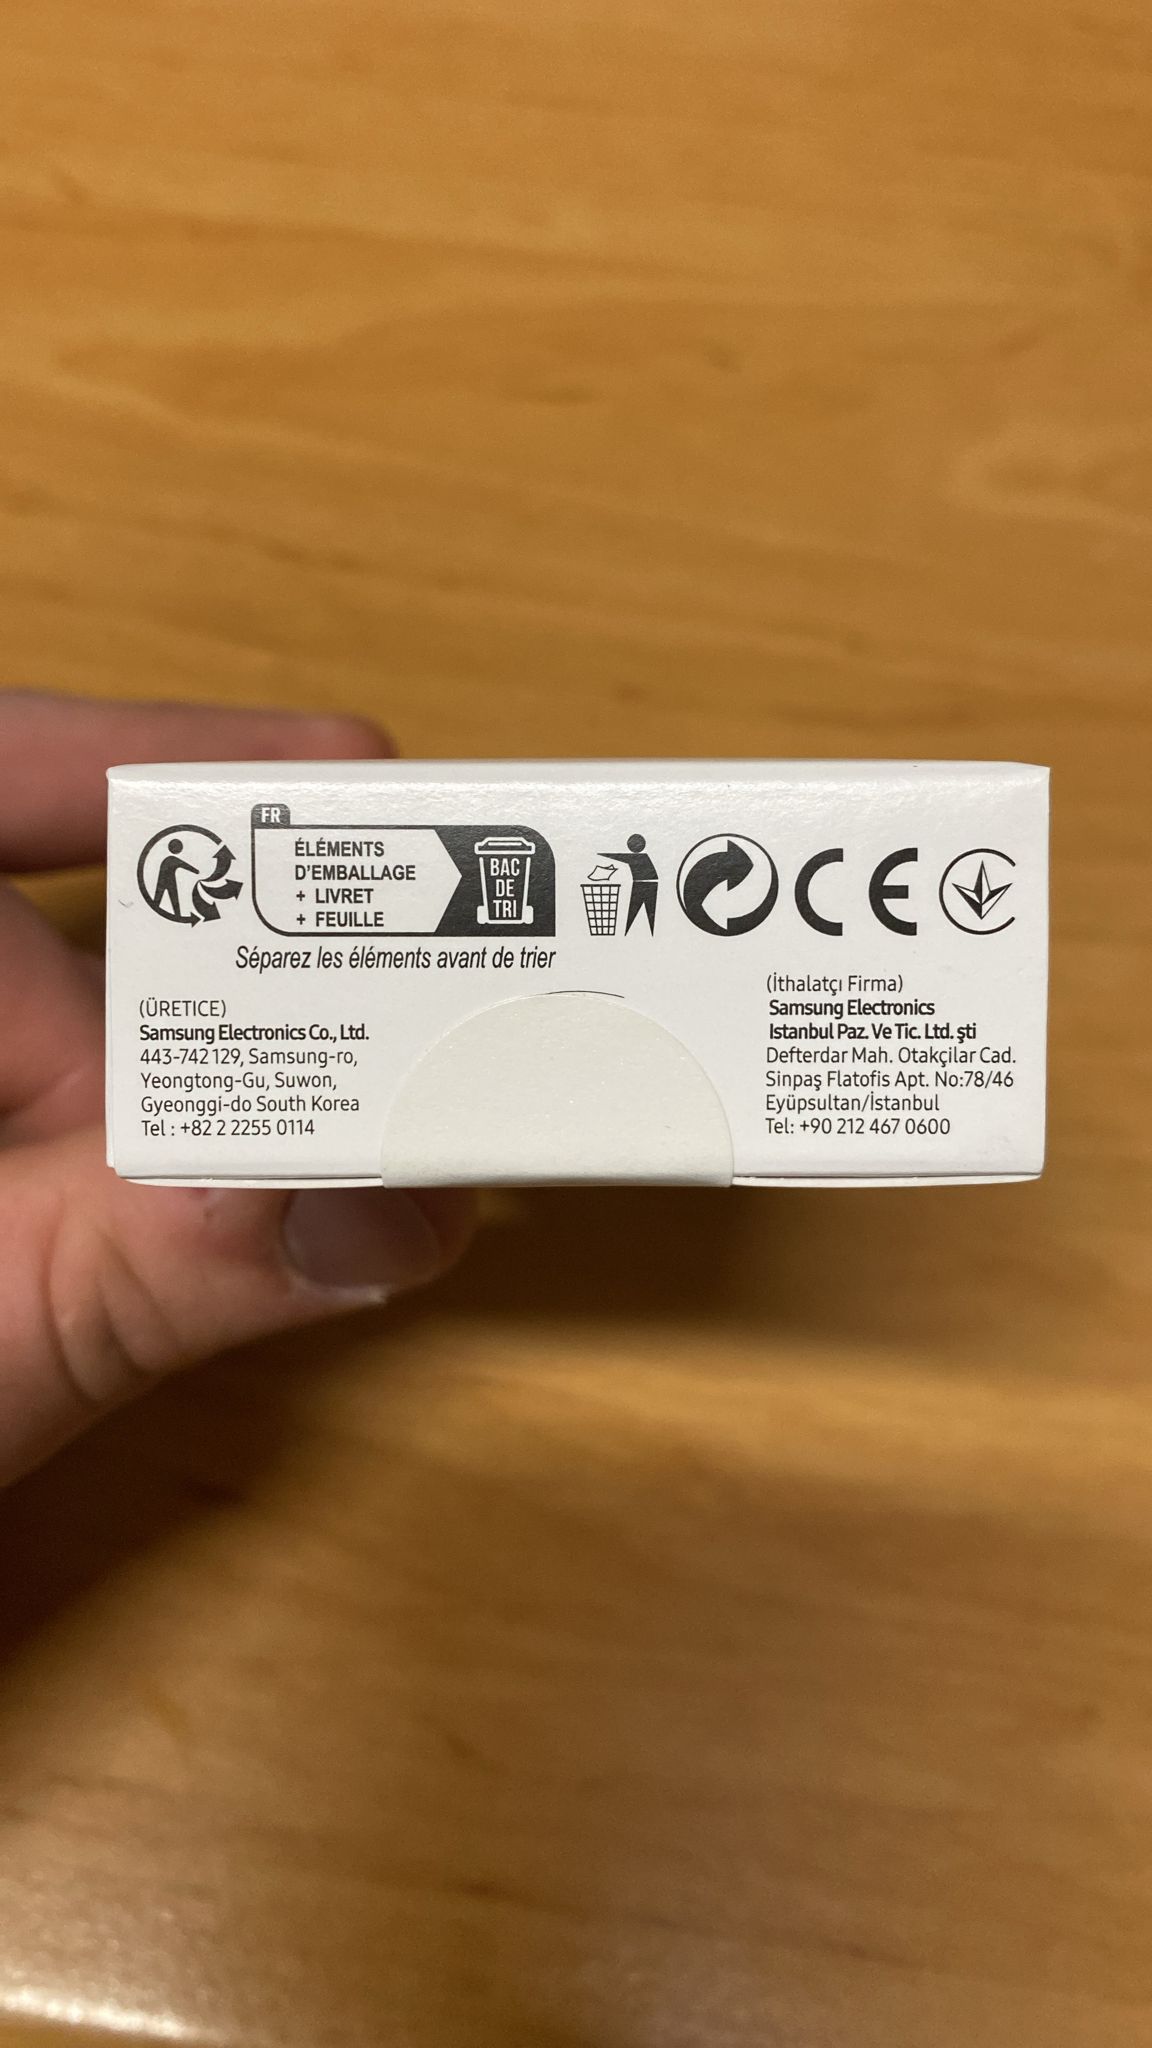 FR
ÉLÉMENTS
D'EMBALLAGE
+ LIVRET
+ FEUILLE
BAC
DE
TRI
Séparez les éléments avant de trier
CE
(ÜRETICE)
Samsung Electronics Co., Ltd.
443-742 129, Samsung-ro,
Yeongtong-Gu, Suwon,
Gyeonggi-do South Korea
Tel : +82 2 2255 0114
(İthalatçı Firma)
Samsung Electronics
Istanbul Paz. Ve Tic. Ltd. şti
Defterdar Mah. Otakçilar Cad.
Sinpaş Flatofis Apt. No:78/46
Eyüpsultan/İstanbul
Tel: +90 212 467 0600